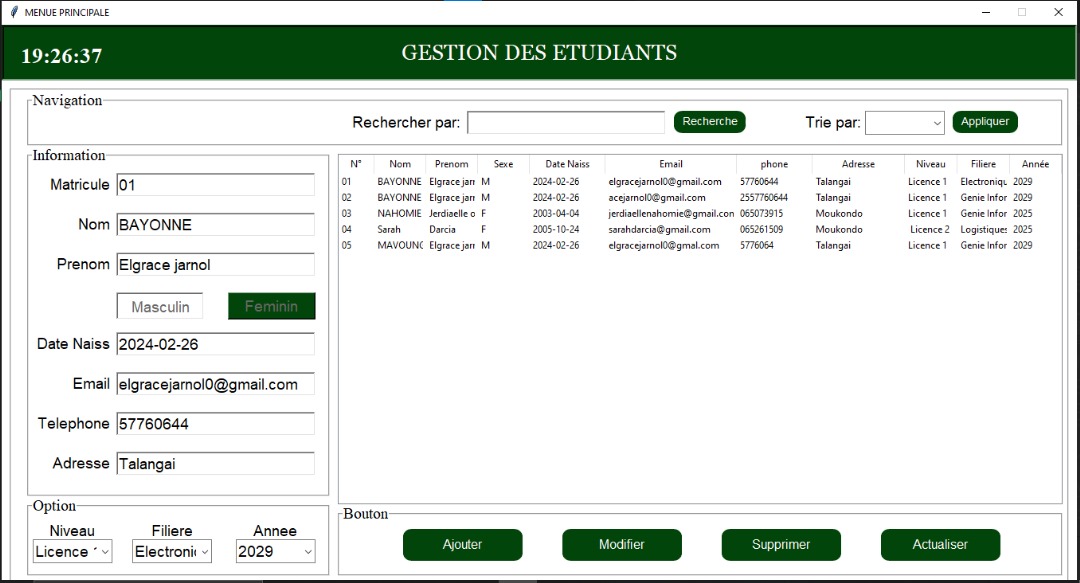 MENUE PRINCIPALE
19:26:37 GESTION DES ETUDIANTS
Navigation
Rechercher par: Recherche Trie par: Appliquer
Information
Matricule 01
Nom BAYONNE
Prenom Elgrace jarnol
Masculin Feminin
Date Naiss 2024-02-26
Email elgracejarnol0@gmail.com
Telephone 57760644
Adresse Talangai
Option
Niveau Filiere Annee
Licence Electroni 2029
N° Nom Prenom Sexe Date Naiss Email phone Adresse Niveau Filiere Année
01 BAYONNE Elgrace jarr M 2024-02-26 elgracejarnol0@gmail.com 57760644 Talangai Licence 1 Electroniqu 2029
02 BAYONNE Elgrace jarr M 2024-02-26 acejarnol0@gmail.com 2557760644 Talangai Licence 1 Genie Infor 2029
03 NAHOMIE Jerdiaelle o F 2003-04-04 jerdiaellenahomie@gmail.con 065073915 Moukondo Licence 1 Genie Infor 2025
04 Sarah Darcia F 2005-10-24 sarahdarcia@gmail.com 065261509 Moukondo Licence 2 Logistiques 2025
05 MAVOUNG Elgrace jarr M 2024-02-26 elgracejarnol0@gmal.com 5776064 Talangai Licence 1 Genie Infor 2029
Bouton
Ajouter Modifier Supprimer Actualiser